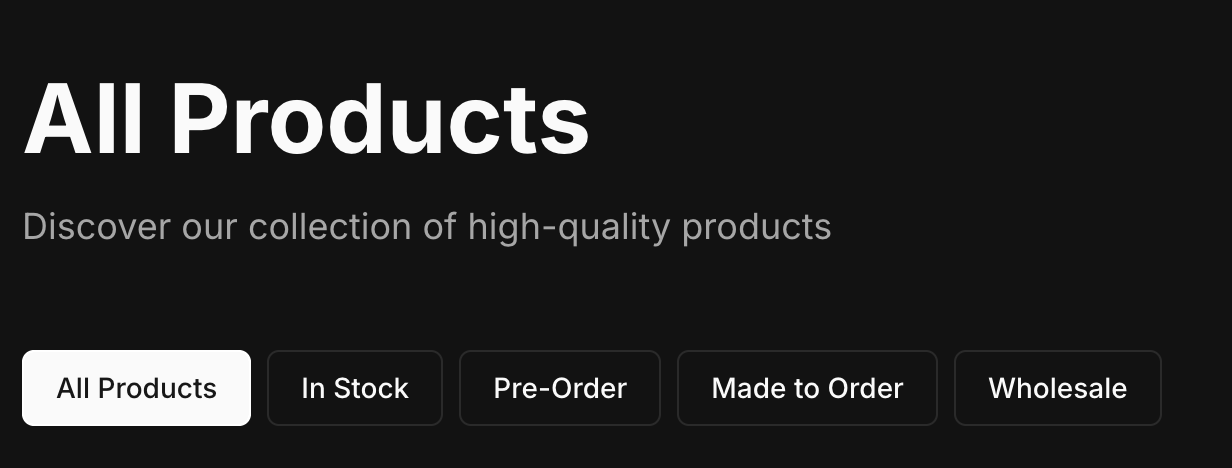 All Products
Discover our collection of high-quality products
All Products In Stock Pre-Order Made to Order Wholesale